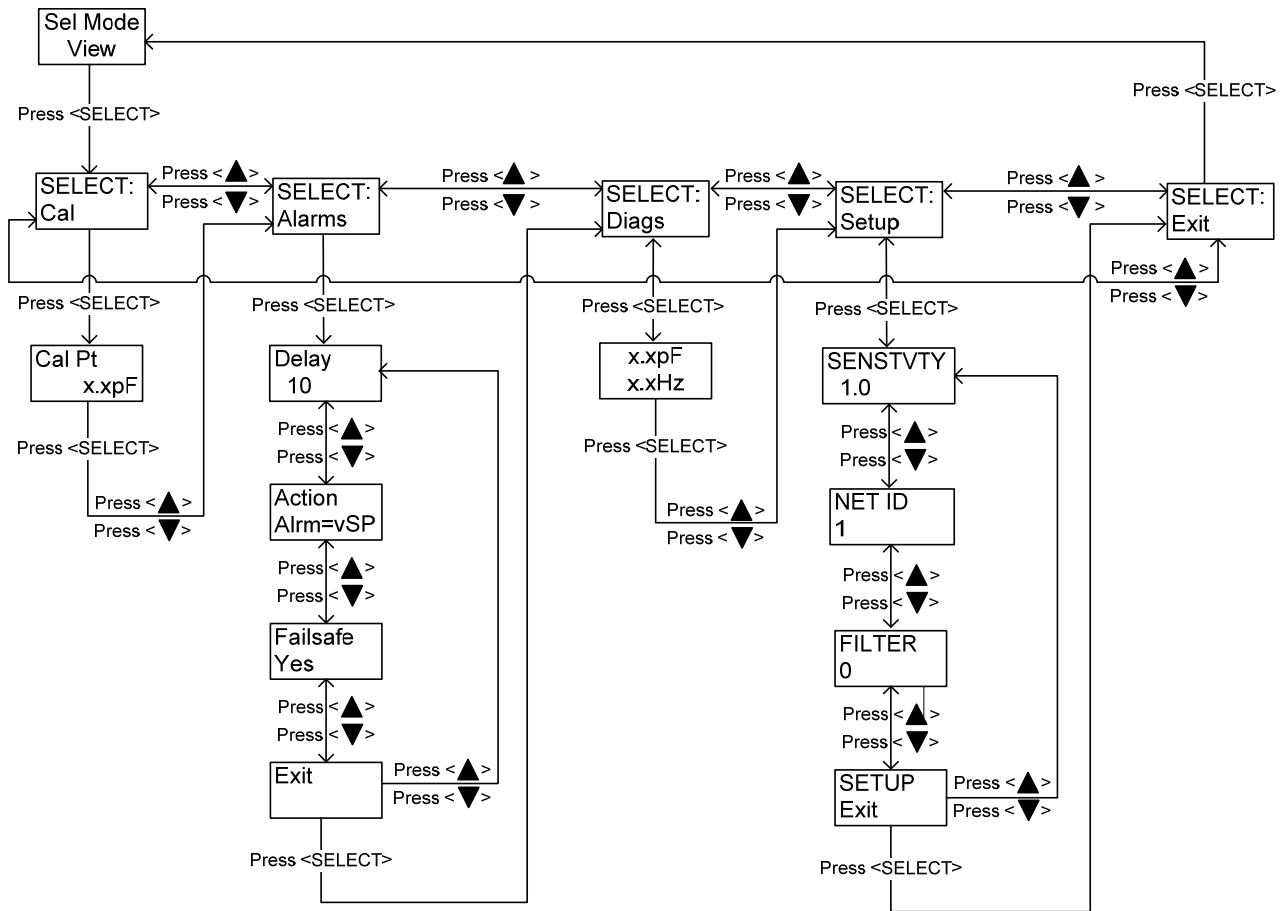 Sel Mode
View
Press <SELECT>
Press <SELECT>
SELECT:
Cal
Press <▲>
Press <▼>
SELECT:
Alarms
Press <▲>
Press <▼>
SELECT:
Diags
Press <▲>
Press <▼>
SELECT:
Setup
Press <▲>
Press <▼>
SELECT:
Exit
Press <▲>
Press <▼>
Press <SELECT>
Press <SELECT>
Press <SELECT>
Press <SELECT>
Cal Pt
x.xpF
Delay
10
x.xpF
x.xHz
SENSTVTY
1.0
Press <SELECT>
Press <▲>
Press <▼>
Press <SELECT>
Press <▲>
Press <▼>
Press <▲>
Press <▼>
Action
Alrm=vSP
Press <▲>
Press <▼>
NET ID
1
Press <▲>
Press <▼>
Press <▲>
Press <▼>
Failsafe
Yes
FILTER
0
Press <▲>
Press <▼>
Press <▲>
Press <▼>
Exit
Press <▲>
Press <▼>
SETUP
Exit
Press <▲>
Press <▼>
Press <SELECT>
Press <SELECT>